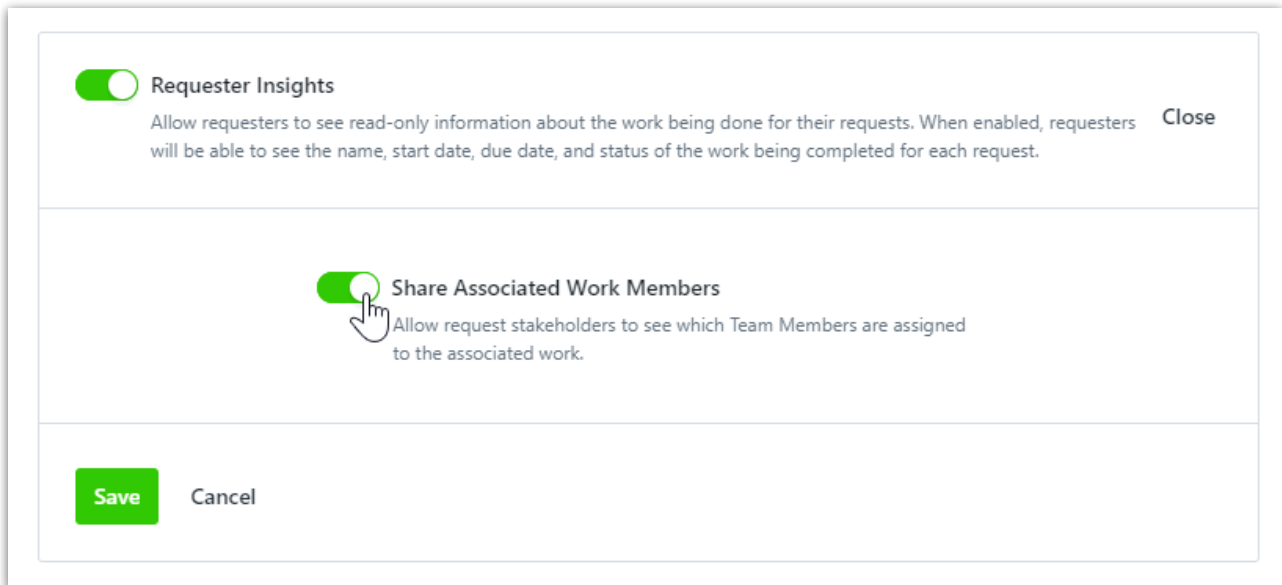 Requester Insights
Allow requesters to see read-only information about the work being done for their requests. When enabled, requesters
will be able to see the name, start date, due date, and status of the work being completed for each request.
Close
Share Associated Work Members
Allow request stakeholders to see which Team Members are assigned
to the associated work.
Save
Cancel